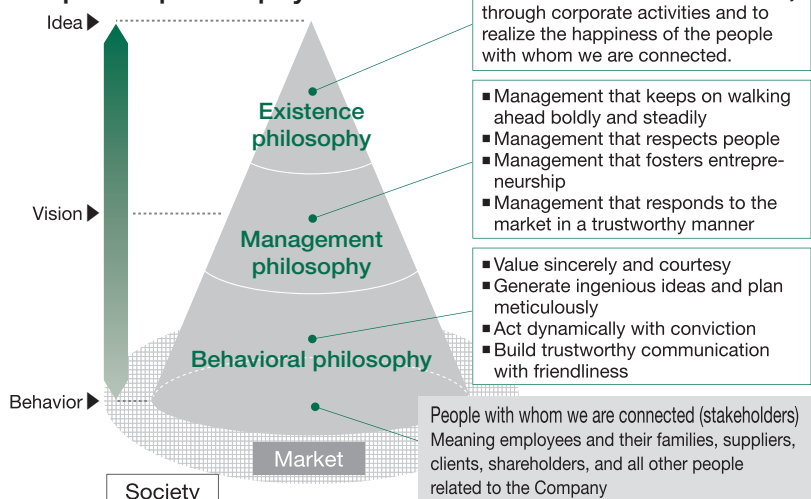 Idea
through corporate activities and to
realize the happiness of the people
with whom we are connected.
Existence
philosophy
■ Management that keeps on walking
ahead boldly and steadily
■ Management that respects people
■ Management that fosters entrepre-
neurship
■ Management that responds to the
market in a trustworthy manner
Vision
Management
philosophy
■ Value sincerely and courtesy
■ Generate ingenious ideas and plan
meticulously
■ Act dynamically with conviction
■ Build trustworthy communication
with friendliness
Behavioral philosophy
Behavior
People with whom we are connected (stakeholders)
Meaning employees and their families, suppliers,
clients, shareholders, and all other people
related to the Company
Market
Society